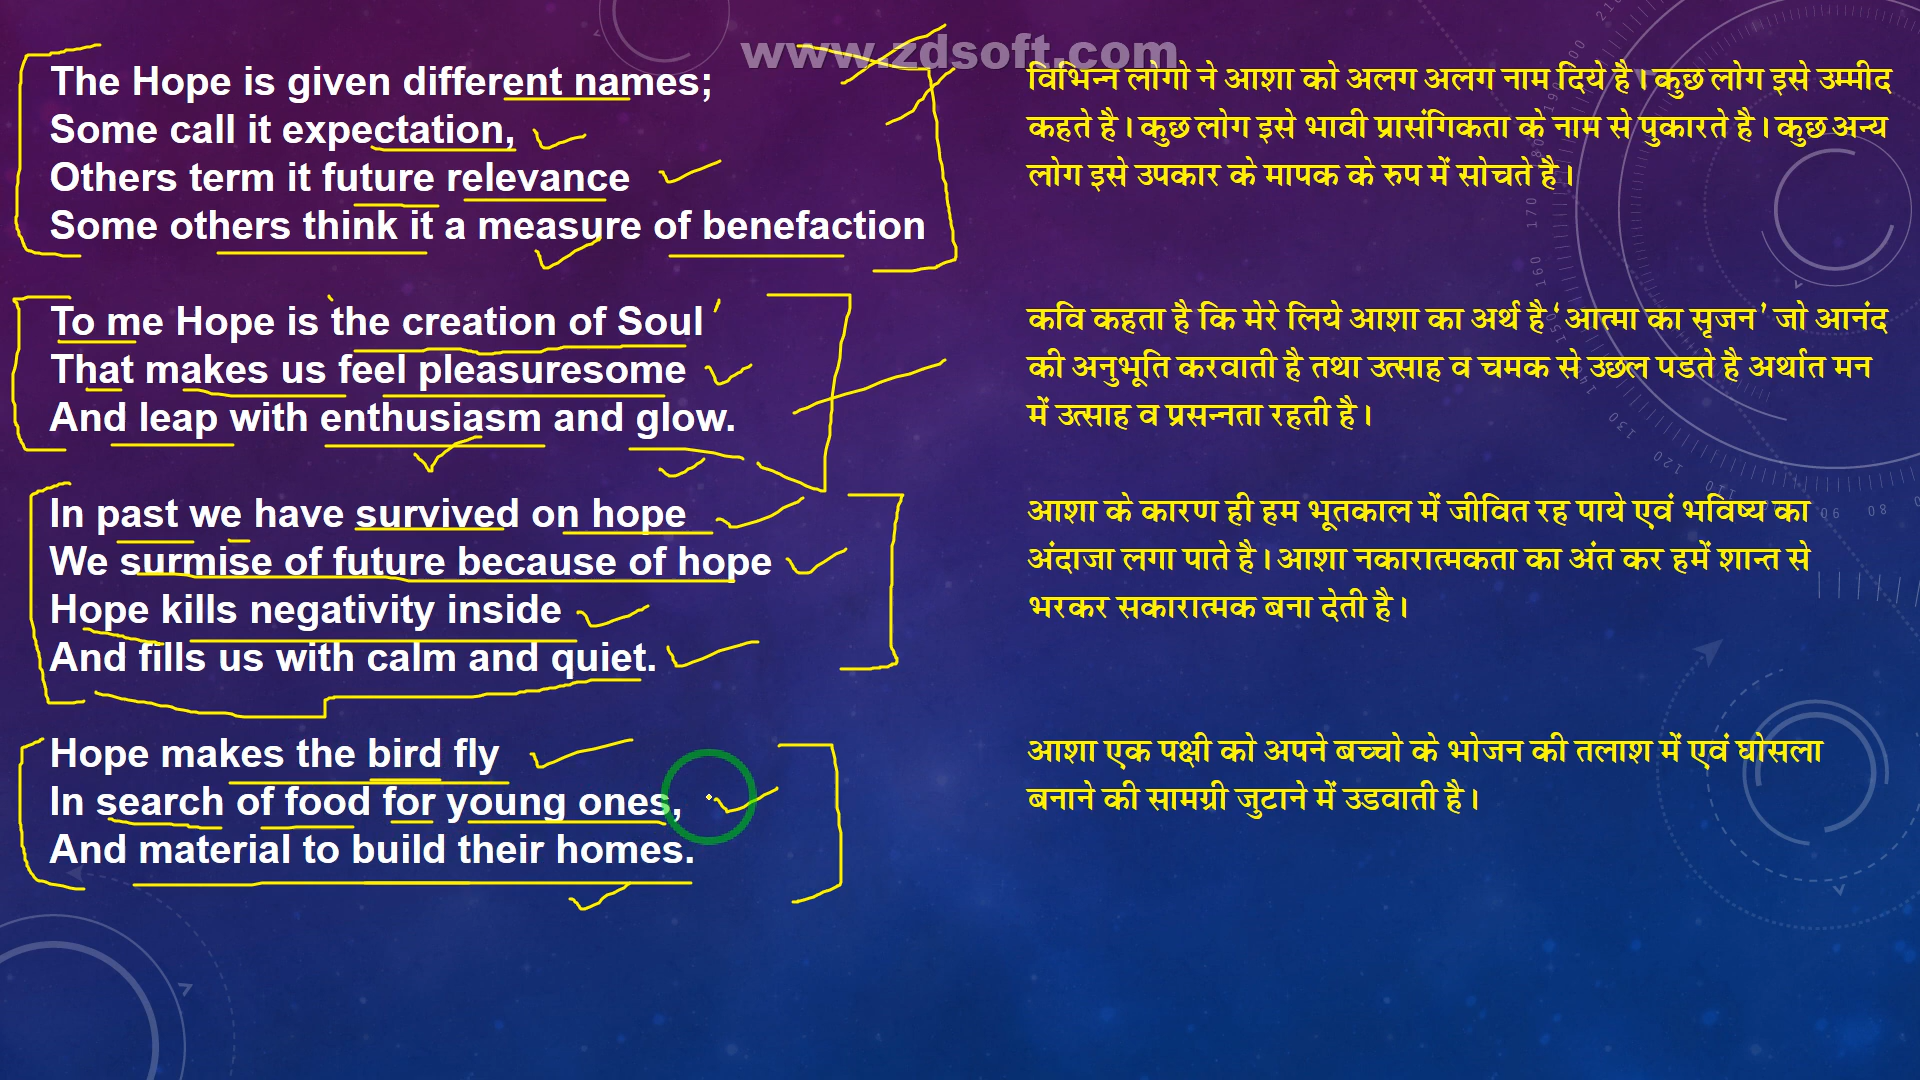 www.zdsoft.com
The Hope is given different names;
Some call it expectation,
Others term it future relevance
Some others think it a measure of benefaction
विभिन्न लोगो ने आशा को अलग अलग नाम दिये है। कुछ लोग इसे उम्मीद
कहते है। कुछ लोग इसे भावी प्रासंगिकता के नाम से पुकारते है। कुछ अन्य
लोग इसे उपकार के मापक के रुप में सोचते है।
To me Hope is the creation of Soul
That makes us feel pleasuresome
And leap with enthusiasm and glow.
कवि कहता है कि मेरे लिये आशा का अर्थ है ‘ आत्मा का सृजन ’ जो आनंद
की अनुभूति करवाती है तथा उत्साह व चमक से उछल पडते है अर्थात मन
में उत्साह व प्रसन्नता रहती है।
In past we have survived on hope
We surmise of future because of hope
Hope kills negativity inside
And fills us with calm and quiet.
आशा के कारण ही हम भूतकाल में जीवित रह पाये एवं भविष्य का
अंदाजा लगा पाते है। आशा नकारात्मकता का अंत कर हमें शान्त से
भरकर सकारात्मक बना देती है।
Hope makes the bird fly
In search of food for young ones,
And material to build their homes.
आशा एक पक्षी को अपने बच्चो के भोजन की तलाश में एवं घोसला
बनाने की सामग्री जुटाने में उडवाती है।